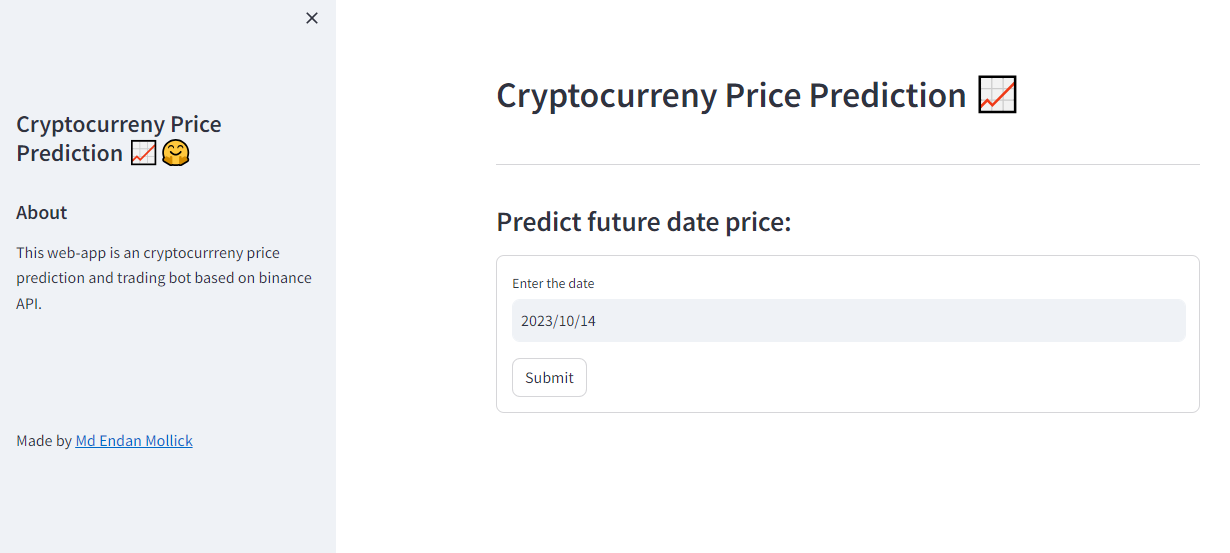 Cryptocurreny Price
Prediction 📈🤗
About
This web-app is an cryptocurrreny price
prediction and trading bot based on binance
API.
Made by Md Endan Mollick
Cryptocurreny Price Prediction 📈
Predict future date price:
Enter the date
2023/10/14
Submit